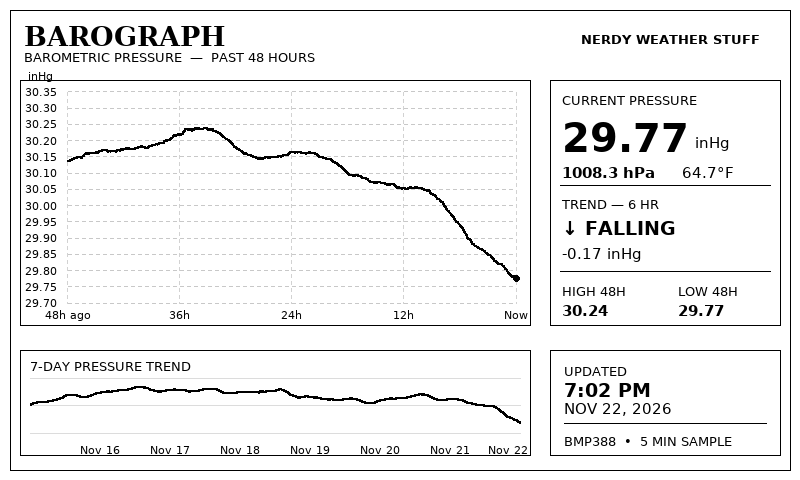 BAROGRAPH
BAROMETRIC PRESSURE — PAST 48 HOURS
NERDY WEATHER STUFF
inHg
30.35
30.30
30.25
30.20
30.15
30.10
30.05
30.00
29.95
29.90
29.85
29.80
29.75
29.70
48h ago 36h 24h 12h Now
CURRENT PRESSURE
29.77 inHg
1008.3 hPa 64.7°F
TREND — 6 HR
↓ FALLING
-0.17 inHg
HIGH 48H LOW 48H
30.24 29.77
7-DAY PRESSURE TREND
Nov 16 Nov 17 Nov 18 Nov 19 Nov 20 Nov 21 Nov 22
UPDATED
7:02 PM
NOV 22, 2026
BMP388 • 5 MIN SAMPLE